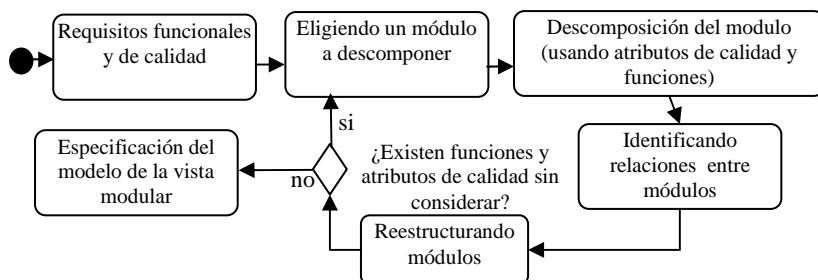 Requisitos funcionales
y de calidad
Eligiendo un módulo
a descomponer
Descomposición del modulo
(usando atributos de calidad y
funciones)
Identificando
relaciones entre
módulos
Reestructurando
módulos
¿Existen funciones y
atributos de calidad sin
considerar?
si
no
Especificación del
modelo de la vista
modular